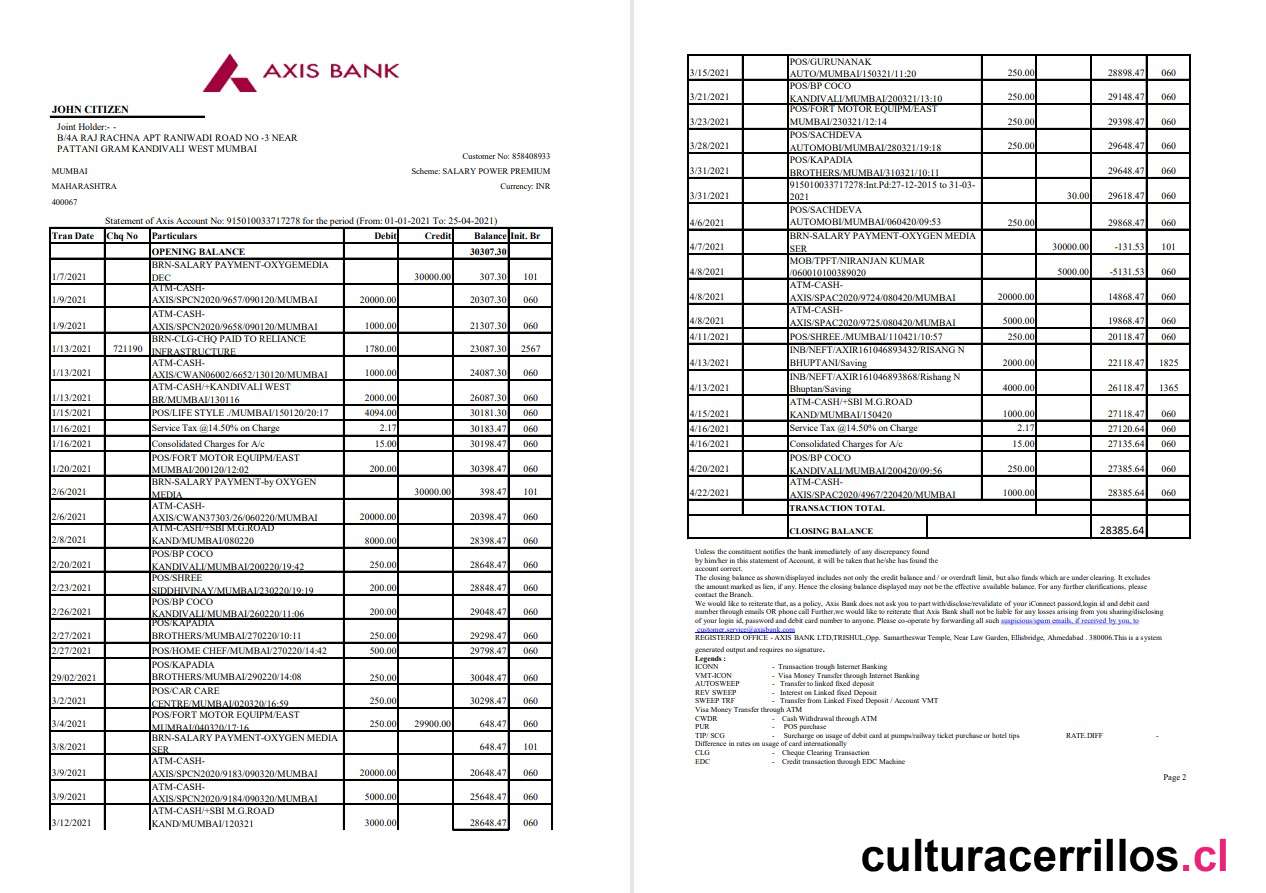 AXIS BANK
JOHN CITIZEN
Joint Holder:- -
B/4A RAJ RACHNA APT RANIWADI ROAD NO -3 NEAR
PATTANI GRAM KANDIVALI WEST MUMBAI
Customer No: 858408933
MUMBAI Scheme: SALARY POWER PREMIUM
MAHARASHTRA Currency: INR
400067
Statement of Axis Account No: 915010033717278 for the period (From: 01-01-2021 To: 25-04-2021)
Tran Date Chq No Particulars Debit Credit Balance Init. Br
OPENING BALANCE 30307.30
BRN-SALARY PAYMENT-OXYGEMEDIA
1/7/2021 DEC 30000.00 307.30 101
ATM-CASH-
1/9/2021 AXIS/SPCN2020/9657/090120/MUMBAI 20000.00 20307.30 060
ATM-CASH-
1/9/2021 AXIS/SPCN2020/9658/090120/MUMBAI 1000.00 21307.30 060
BRN-CLG-CHQ PAID TO RELIANCE
1/13/2021 721190 INFRASTRUCTURE 1780.00 23087.30 2567
ATM-CASH-
1/13/2021 AXIS/CWAN06002/6652/130120/MUMBAI 1000.00 24087.30 060
ATM-CASH/+KANDIVALI WEST
1/13/2021 BR/MUMBAI/130116 2000.00 26087.30 060
1/15/2021 POS/LIFE STYLE ./MUMBAI/150120/20:17 4094.00 30181.30 060
1/16/2021 Service Tax @14.50% on Charge 2.17 30183.47 060
1/16/2021 Consolidated Charges for A/c 15.00 30198.47 060
POS/FORT MOTOR EQUIPM/EAST
1/20/2021 MUMBAI/200120/12:02 200.00 30398.47 060
BRN-SALARY PAYMENT-by OXYGEN
2/6/2021 MEDIA 30000.00 398.47 101
ATM-CASH-
2/6/2021 AXIS/CWAN37303/26/060220/MUMBAI 20000.00 20398.47 060
ATM-CASH/+SBI M.G.ROAD
2/8/2021 KAND/MUMBAI/080220 8000.00 28398.47 060
POS/BP COCO
2/20/2021 KANDIVALI/MUMBAI/200220/19:42 250.00 28648.47 060
POS/SHREE
2/23/2021 SIDDHIVINAY/MUMBAI/230220/19:19 200.00 28848.47 060
POS/BP COCO
2/26/2021 KANDIVALI/MUMBAI/260220/11:06 200.00 29048.47 060
POS/KAPADIA
2/27/2021 BROTHERS/MUMBAI/270220/10:11 250.00 29298.47 060
2/27/2021 POS/HOME CHEF/MUMBAI/270220/14:42 500.00 29798.47 060
POS/KAPADIA
29/02/2021 BROTHERS/MUMBAI/290220/14:08 250.00 30048.47 060
POS/CAR CARE
3/2/2021 CENTRE/MUMBAI/020320/16:59 250.00 30298.47 060
POS/FORT MOTOR EQUIPM/EAST
3/4/2021 MUMBAI/040320/17:16 250.00 29900.00 648.47 060
BRN-SALARY PAYMENT-OXYGEN MEDIA
3/8/2021 SER 648.47 101
ATM-CASH-
3/9/2021 AXIS/SPCN2020/9183/090320/MUMBAI 20000.00 20648.47 060
ATM-CASH-
3/9/2021 AXIS/SPCN2020/9184/090320/MUMBAI 5000.00 25648.47 060
ATM-CASH/+SBI M.G.ROAD
3/12/2021 KAND/MUMBAI/120321 3000.00 28648.47 060
POS/GURUNANAK
3/15/2021 AUTO/MUMBAI/150321/11:20 250.00 28898.47 060
POS/BP COCO
3/21/2021 KANDIVALI/MUMBAI/200321/13:10 250.00 29148.47 060
POS/FORT MOTOR EQUIPM/EAST
3/23/2021 MUMBAI/230321/12:14 250.00 29398.47 060
POS/SACHDEVA
3/28/2021 AUTOMOBI/MUMBAI/280321/19:18 250.00 29648.47 060
POS/KAPADIA
3/31/2021 BROTHERS/MUMBAI/310321/10:11 29648.47 060
915010033717278:Int.Pd:27-12-2015 to 31-03-
3/31/2021 2021 30.00 29618.47 060
POS/SACHDEVA
4/6/2021 AUTOMOBI/MUMBAI/060420/09:53 250.00 29868.47 060
BRN-SALARY PAYMENT-OXYGEN MEDIA
4/7/2021 SER 30000.00 -131.53 101
MOB/TPFT/NIRANJAN KUMAR
4/8/2021 /060010100389020 5000.00 -5131.53 060
ATM-CASH-
4/8/2021 AXIS/SPAC2020/9724/080420/MUMBAI 20000.00 14868.47 060
ATM-CASH-
4/8/2021 AXIS/SPAC2020/9725/080420/MUMBAI 5000.00 19868.47 060
4/11/2021 POS/SHREE./MUMBAI/110421/10:57 250.00 20118.47 060
INB/NEFT/AXIR161046893432/RISANG N
4/13/2021 BHUPTANI/Saving 2000.00 22118.47 1825
INB/NEFT/AXIR161046893868/Rishang N
4/13/2021 Bhuptan/Saving 4000.00 26118.47 1365
ATM-CASH/+SBI M.G.ROAD
4/15/2021 KAND/MUMBAI/150420 1000.00 27118.47 060
4/16/2021 Service Tax @14.50% on Charge 2.17 27120.64 060
4/16/2021 Consolidated Charges for A/c 15.00 27135.64 060
POS/BP COCO
4/20/2021 KANDIVALI/MUMBAI/200420/09:56 250.00 27385.64 060
ATM-CASH-
4/22/2021 AXIS/SPAC2020/4967/220420/MUMBAI 1000.00 28385.64 060
TRANSACTION TOTAL
CLOSING BALANCE 28385.64
Unless the constituent notifies the bank immediately of any discrepancy found
by him/her in this statement of Account, it will be taken that he/she has found the
account correct.
The closing balance as shown/displayed includes not only the credit balance and / or overdraft limit, but also funds which are under clearing. It excludes
the amount marked as lien, if any. Hence the closing balance displayed may not be the effective available balance. For any further clarifications, please
contact the Branch.
We would like to reiterate that, as a policy, Axis Bank does not ask you to part with/disclose/revalidate of your iConnect passord,login id and debit card
number through emails OR phone call Further,we would like to reiterate that Axis Bank shall not be liable for any losses arising from you sharing/disclosing
of your login id, password and debit card number to anyone. Please co-operate by forwarding all such suspicious/spam emails, if received by you, to
customer.service@axisbank.com
REGISTERED OFFICE - AXIS BANK LTD,TRISHUL,Opp. Samartheswar Temple, Near Law Garden, Ellisbridge, Ahmedabad . 380006.This is a system
generated output and requires no signature.
Legends :
ICONN - Transaction trough Internet Banking
VMT-ICON - Visa Money Transfer through Internet Banking
AUTOSWEEP - Transfer to linked fixed deposit
REV SWEEP - Interest on Linked fixed Deposit
SWEEP TRF - Transfer from Linked Fixed Deposit / Account VMT
Visa Money Transfer through ATM
CWDR - Cash Withdrawal through ATM
PUR - POS purchase
TIP/ SCG - Surcharge on usage of debit card at pumps/railway ticket purchase or hotel tips RATE.DIFF -
Difference in rates on usage of card internationally
CLG - Cheque Clearing Transaction
EDC - Credit transaction through EDC Machine
Page 2
culturacerrillos.cl